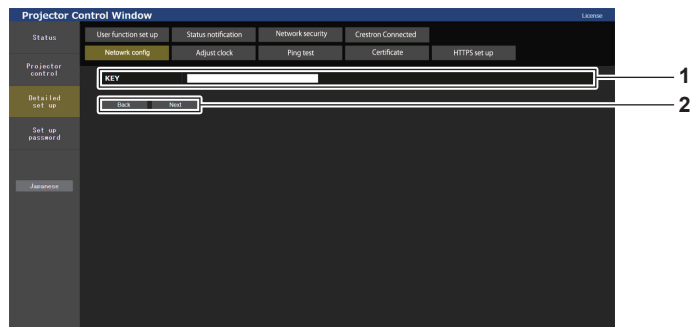 Projector Control Window
License
Status
User function set up
Status notification
Network security
Crestron Connected
Netowrk config
Adjust clock
Ping test
Certificate
HTTPS set up
Projector
control
KEY
1
Detailed
set up
Back
Next
2
Set up
password
Japanese